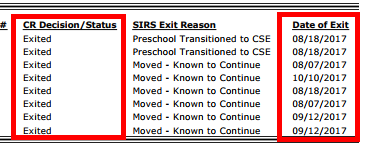 # CR Decision/Status SIRS Exit Reason Date of Exit
Exited Preschool Transitioned to CSE 08/18/2017
Exited Preschool Transitioned to CSE 08/18/2017
Exited Moved - Known to Continue 08/07/2017
Exited Moved - Known to Continue 10/10/2017
Exited Moved - Known to Continue 08/18/2017
Exited Moved - Known to Continue 08/07/2017
Exited Moved - Known to Continue 09/12/2017
Exited Moved - Known to Continue 09/12/2017